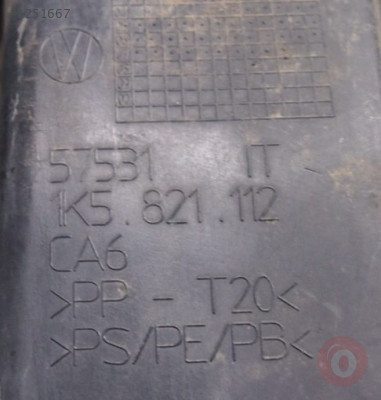 57531 IT
1K5.821.112
CA6
>PP - T20<
>PS/PE/PB<